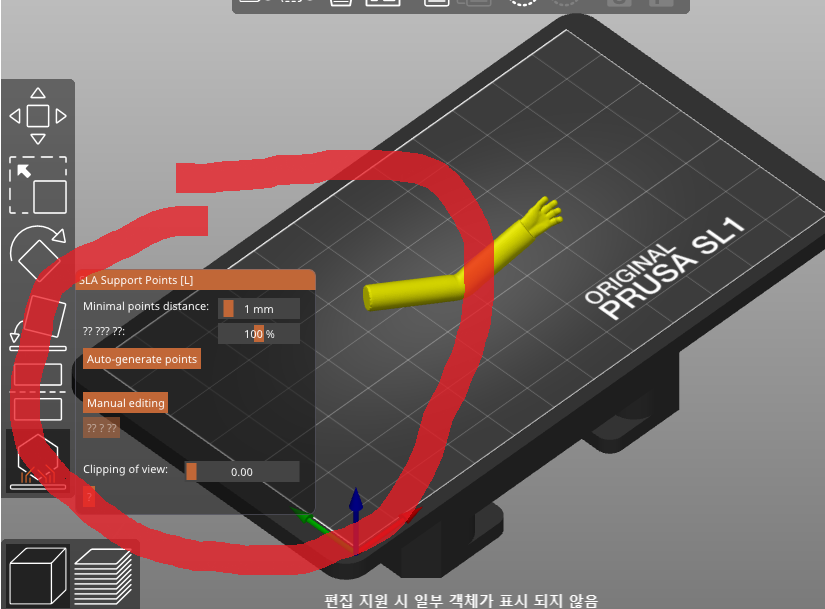 ORIGINAL
PRUSA SL1
SLA Support Points [L]
Minimal points distance:
1 mm
?? ??? ??:
100 %
Auto-generate points
Manual editing
?? ? ??
Clipping of view:
0.00
?
편집 지원 시 일부 객체가 표시 되지 않음